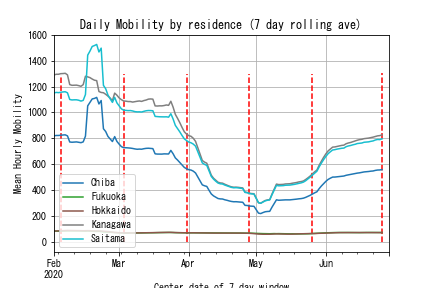 Daily Mobility by residence (7 day rolling ave)
Mean Hourly Mobility
1600
1400
1200
1000
800
600
400
200
0
Chiba
Fukuoka
Hokkaido
Kanagawa
Saitama
Feb
2020
Mar
Apr
May
Jun
Center date of 7 day window